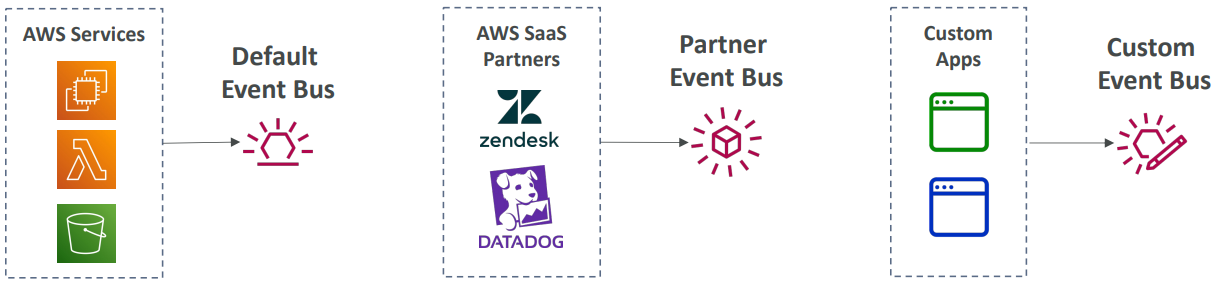 AWS Services
Default
Event Bus
AWS SaaS
Partners
zendesk
DATADOG
Partner
Event Bus
Custom
Apps
Custom
Event Bus